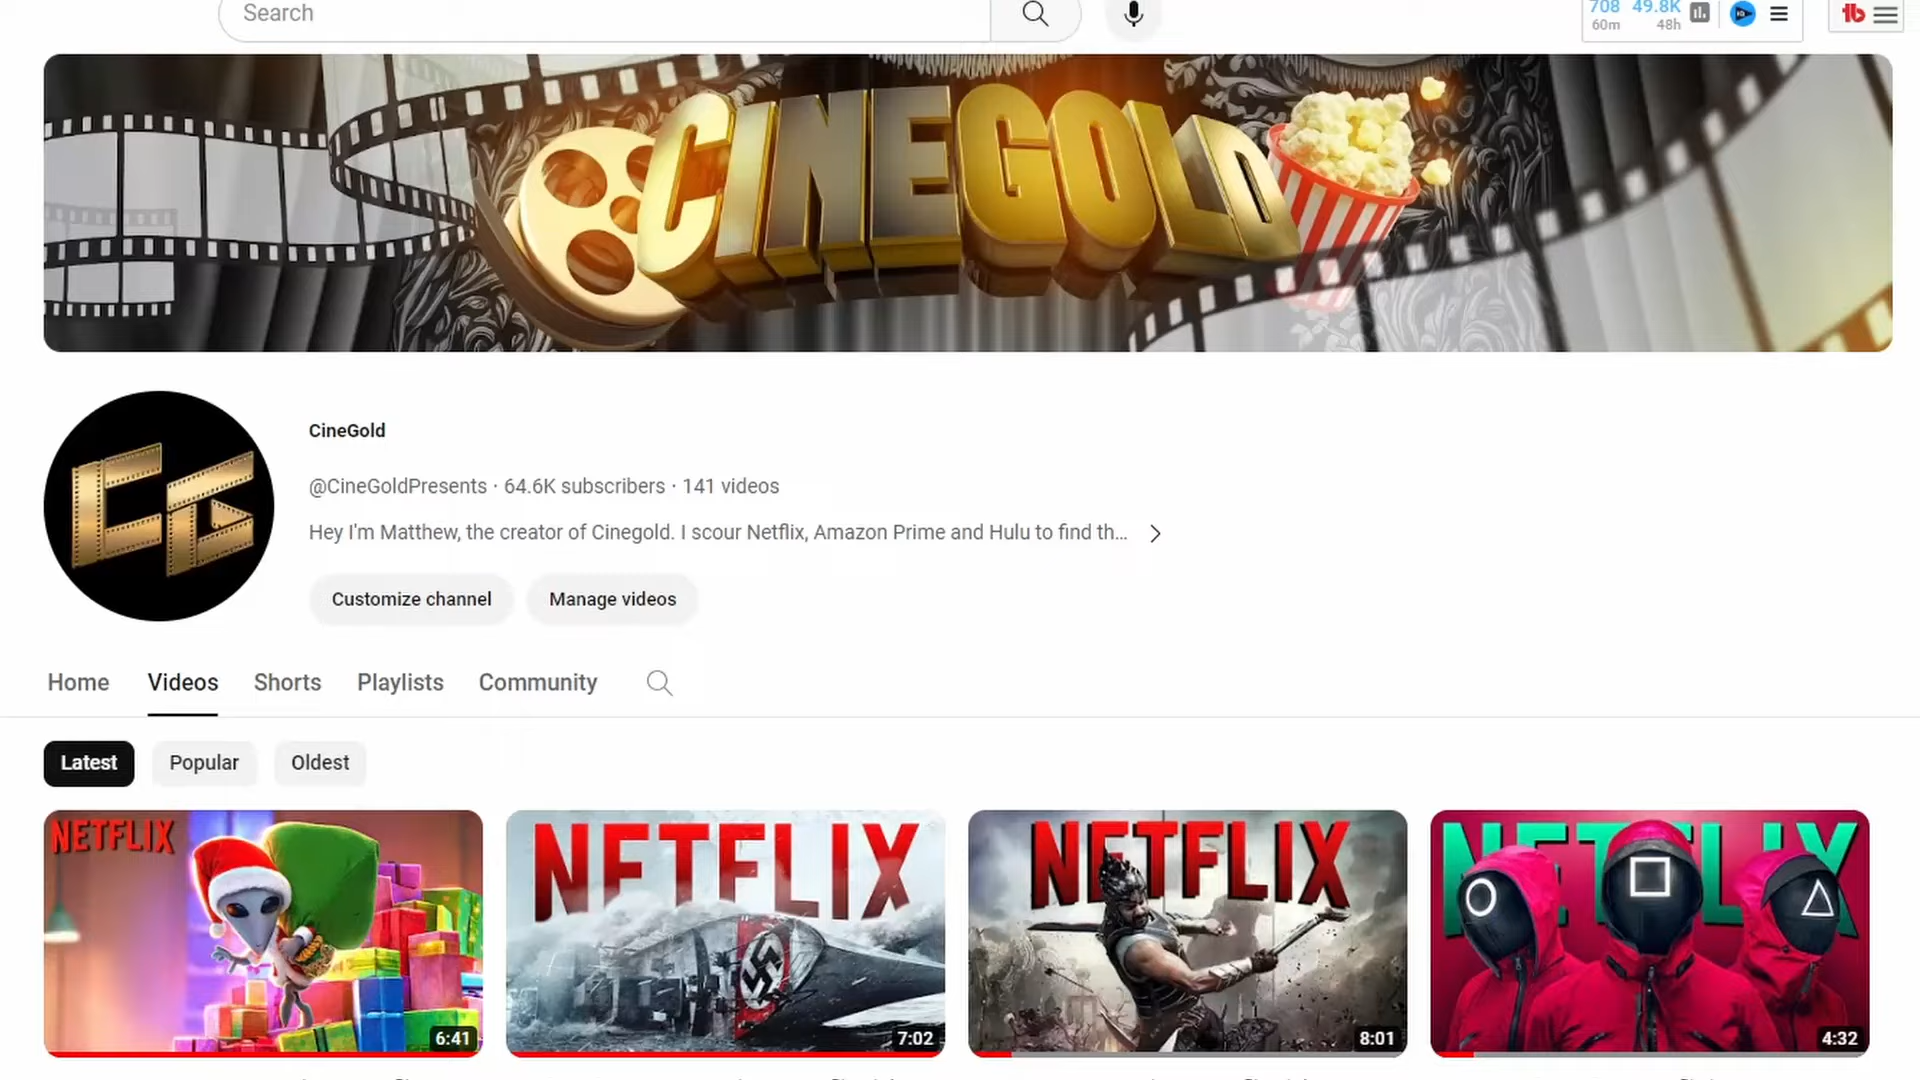 Search
708 49.8K
60m 48h
CINEGOLD
CineGold
@CineGoldPresents · 64.6K subscribers · 141 videos
Hey I'm Matthew, the creator of Cinegold. I scour Netflix, Amazon Prime and Hulu to find th...
Customize channel Manage videos
Home Videos Shorts Playlists Community
Latest Popular Oldest
NETFLIX NETFLIX NETFLIX NETFLIX
6:41 7:02 8:01 4:32